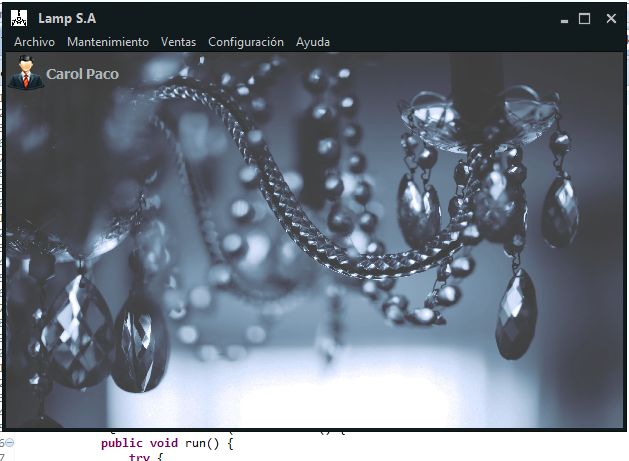 Lamp S.A
Archivo Mantenimiento Ventas Configuración Ayuda
Carol Paco
public void run() {
try {